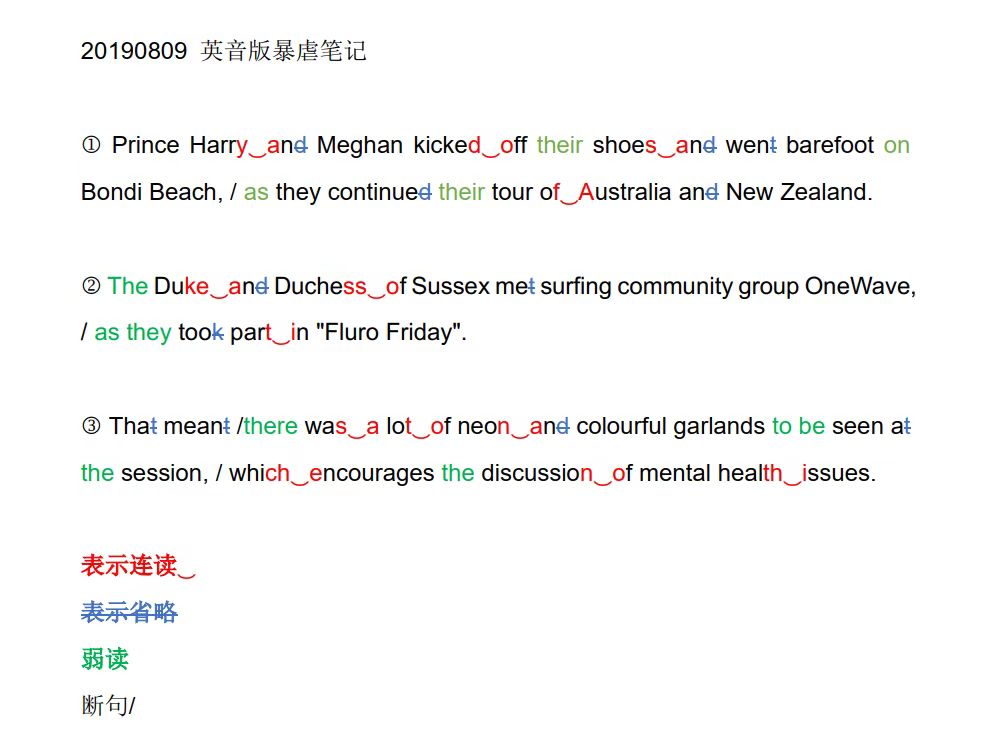 20190809 英音版暴虐笔记
① Prince Harry‿and Meghan kicked‿off their shoes‿and went barefoot on
Bondi Beach, / as they continued their tour of‿Australia and New Zealand.
② The Duke‿and Duchess‿of Sussex met surfing community group OneWave,
/ as they took part‿in "Fluro Friday".
③ That meant /there was‿a lot‿of neon‿and colourful garlands to be seen at
the session, / which‿encourages the discussion‿of mental health‿issues.
表示连读‿
表示省略
弱读
断句/